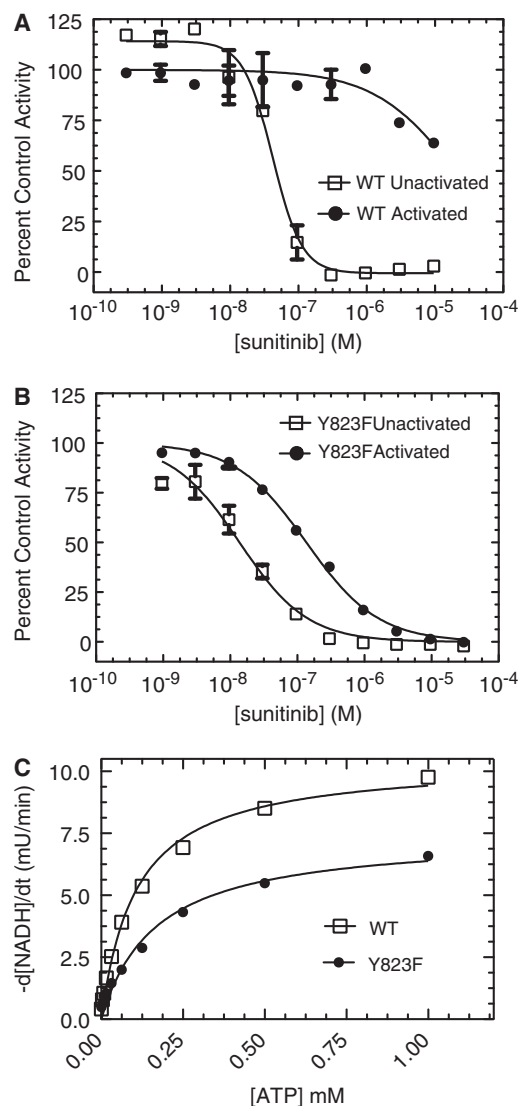 A
Percent Control Activity
125
100
75
50
25
0
WT Unactivated
WT Activated
10-10
10-9
10-8
10-7
10-6
10-5
10-4
[sunitinib] (M)
B
Percent Control Activity
125
100
75
50
25
0
Y823FUnactivated
Y823FActivated
10-10
10-9
10-8
10-7
10-6
10-5
10-4
[sunitinib] (M)
C
-d[NADH]/dt (mU/min)
10.0
7.5
5.0
2.5
0.0
WT
Y823F
0.00
0.25
0.50
0.75
1.00
[ATP] mM